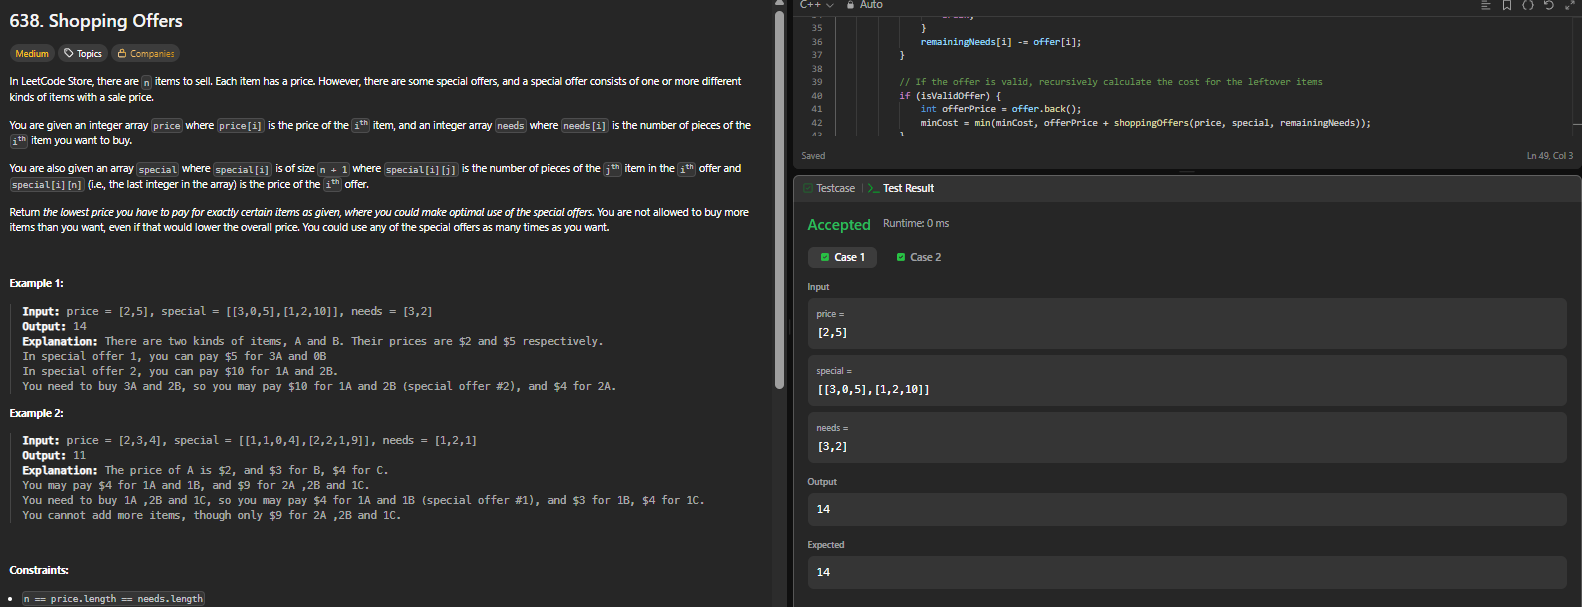 638. Shopping Offers
Medium Topics Companies
In LeetCode Store, there are n items to sell. Each item has a price. However, there are some special offers, and a special offer consists of one or more different
kinds of items with a sale price.
You are given an integer array price where price[i] is the price of the ith item, and an integer array needs where needs[i] is the number of pieces of the
ith item you want to buy.
You are also given an array special where special[i] is of size n + 1 where special[i][j] is the number of pieces of the jth item in the ith offer and
special[i][n] (i.e., the last integer in the array) is the price of the ith offer.
Return the lowest price you have to pay for exactly certain items as given, where you could make optimal use of the special offers. You are not allowed to buy more
items than you want, even if that would lower the overall price. You could use any of the special offers as many times as you want.
Example 1:
Input: price = [2,5], special = [[3,0,5],[1,2,10]], needs = [3,2]
Output: 14
Explanation: There are two kinds of items, A and B. Their prices are $2 and $5 respectively.
In special offer 1, you can pay $5 for 3A and 0B
In special offer 2, you can pay $10 for 1A and 2B.
You need to buy 3A and 2B, so you may pay $10 for 1A and 2B (special offer #2), and $4 for 2A.
Example 2:
Input: price = [2,3,4], special = [[1,1,0,4],[2,2,1,9]], needs = [1,2,1]
Output: 11
Explanation: The price of A is $2, and $3 for B, $4 for C.
You may pay $4 for 1A and 1B, and $9 for 2A ,2B and 1C.
You need to buy 1A ,2B and 1C, so you may pay $4 for 1A and 1B (special offer #1), and $3 for 1B, $4 for 1C.
You cannot add more items, though only $9 for 2A ,2B and 1C.
Constraints:
n == price.length == needs.length
C++ Auto
35 }
36 remainingNeeds[i] -= offer[i];
37 }
38
39 // If the offer is valid, recursively calculate the cost for the leftover items
40 if (isValidOffer) {
41 int offerPrice = offer.back();
42 minCost = min(minCost, offerPrice + shoppingOffers(price, special, remainingNeeds));
43 }
Saved Ln 49, Col 3
Testcase Test Result
Accepted Runtime: 0 ms
Case 1 Case 2
Input
price =
[2,5]
special =
[[3,0,5],[1,2,10]]
needs =
[3,2]
Output
14
Expected
14